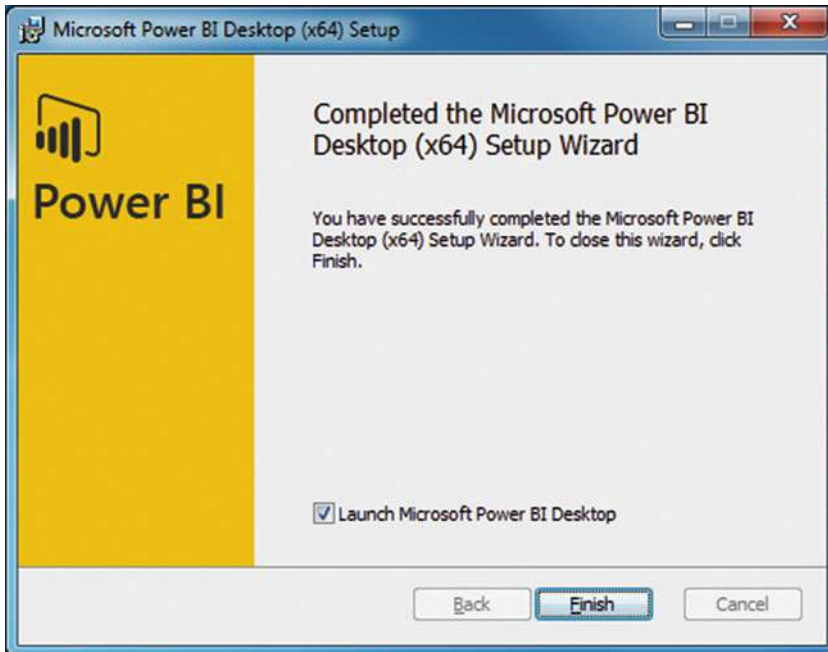 Microsoft Power BI Desktop (x64) Setup
Power BI
Completed the Microsoft Power BI
Desktop (x64) Setup Wizard
You have successfully completed the Microsoft Power BI
Desktop (x64) Setup Wizard. To close this wizard, click
Finish.
Launch Microsoft Power BI Desktop
Back
Finish
Cancel